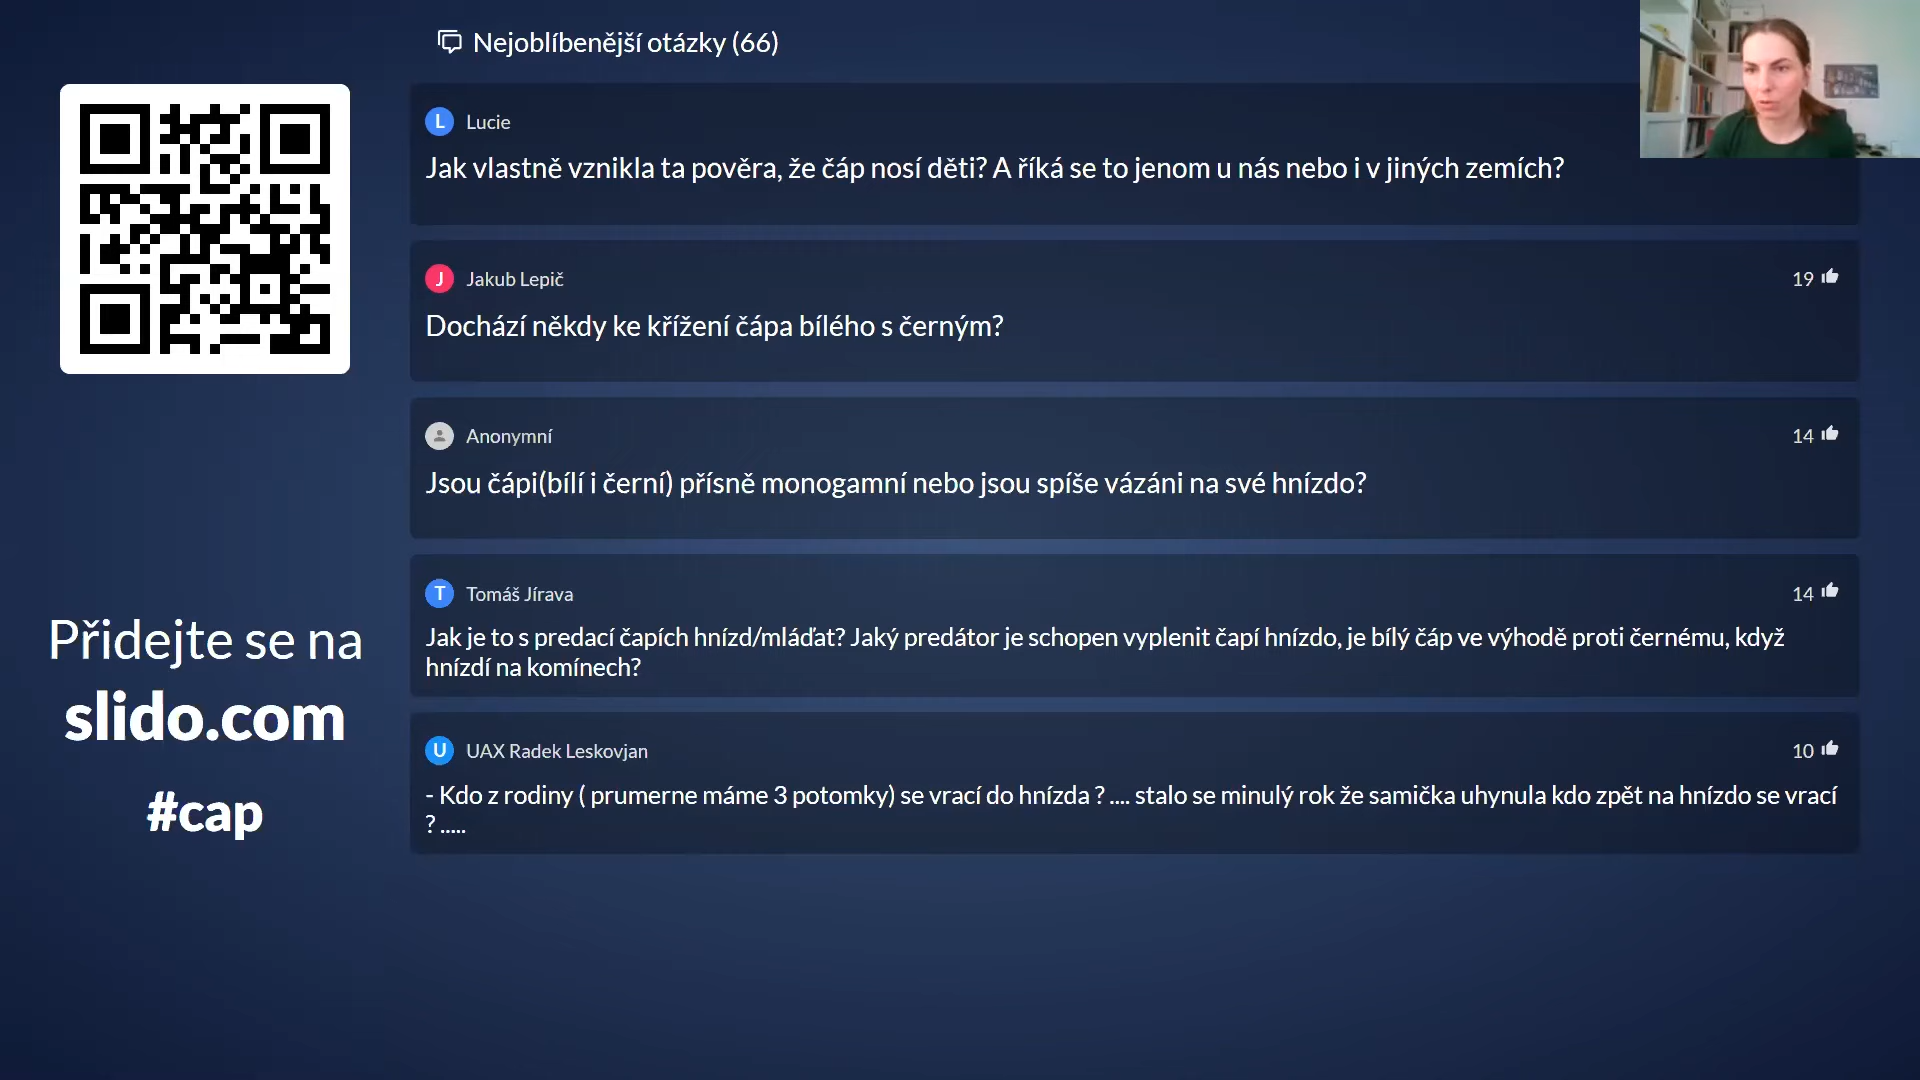 Nejoblíbenější otázky (66)
L Lucie
Jak vlastně vznikla ta pověra, že čáp nosí děti? A říká se to jenom u nás nebo i v jiných zemích?
J Jakub Lepič 19
Dochází někdy ke křížení čápa bílého s černým?
Anonymní 14
Jsou čápi(bílí i černí) přísně monogamní nebo jsou spíše vázáni na své hnízdo?
T Tomáš Jírava 14
Jak je to s predací čapích hnízd/mláďat? Jaký predátor je schopen vyplenit čapí hnízdo, je bílý čáp ve výhodě proti černému, když
hnízdí na komínech?
U UAX Radek Leskovjan 10
- Kdo z rodiny ( prumerne máme 3 potomky) se vrací do hnízda ? .... stalo se minulý rok že samička uhynula kdo zpět na hnízdo se vrací
? .....
Přidejte se na
slido.com
#cap